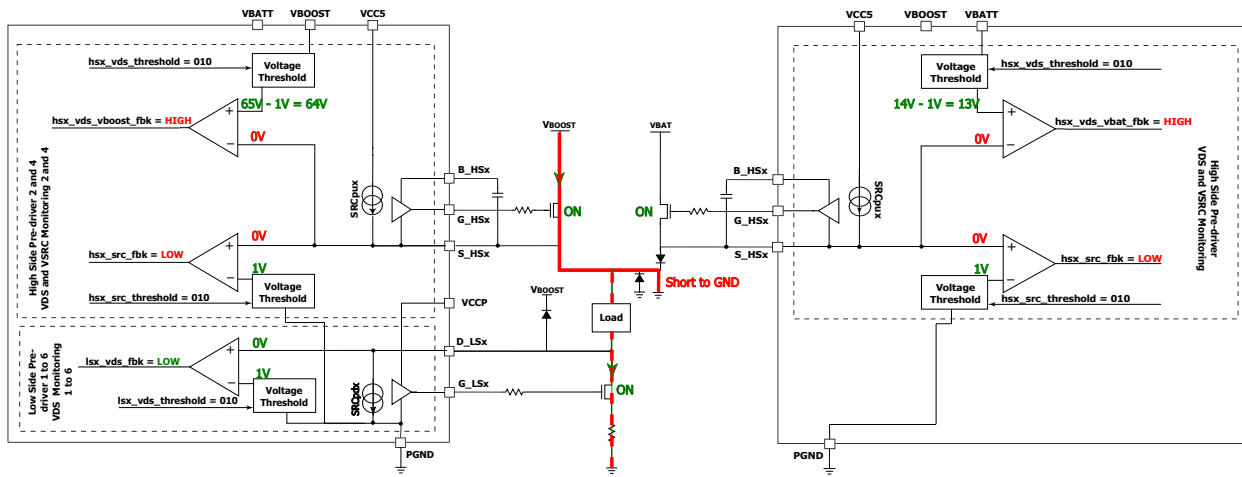 VBATT
VBOOST
VCC5
VCC5
VBOOST
VBATT
hsx_vds_threshold = 010
Voltage
Threshold
65V - 1V = 64V
+
hsx_vds_vboost_fbk = HIGH
0V
−
High Side Pre-driver 2 and 4
VDS and VSRC Monitoring 2 and 4
SRCpux
B_HSx
G_HSx
S_HSx
0V
+
hsx_src_fbk = LOW
1V
−
hsx_src_threshold = 010
Voltage
Threshold
VCCP
Low Side Pre-
driver 1 to 6
VDS Monitoring
1 to 6
0V
+
lsx_vds_fbk = LOW
1V
−
Voltage
Threshold
lsx_vds_threshold = 010
SRCpdx
D_LSx
G_LSx
PGND
VBOOST
ON
VBAT
ON
Short to GND
VBOOST
Load
ON
B_HSx
G_HSx
S_HSx
SRCpux
Voltage
Threshold
hsx_vds_threshold = 010
14V - 1V = 13V
+
hsx_vds_vbat_fbk = HIGH
0V
−
High Side Pre-driver
VDS and VSRC Monitoring
0V
+
hsx_src_fbk = LOW
1V
−
Voltage
Threshold
hsx_src_threshold = 010
PGND